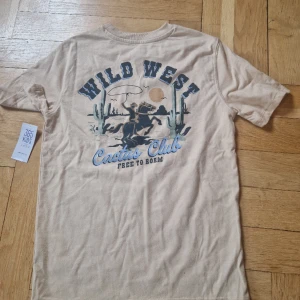 WILD WEST
Cactus Club
FREE TO ROAM